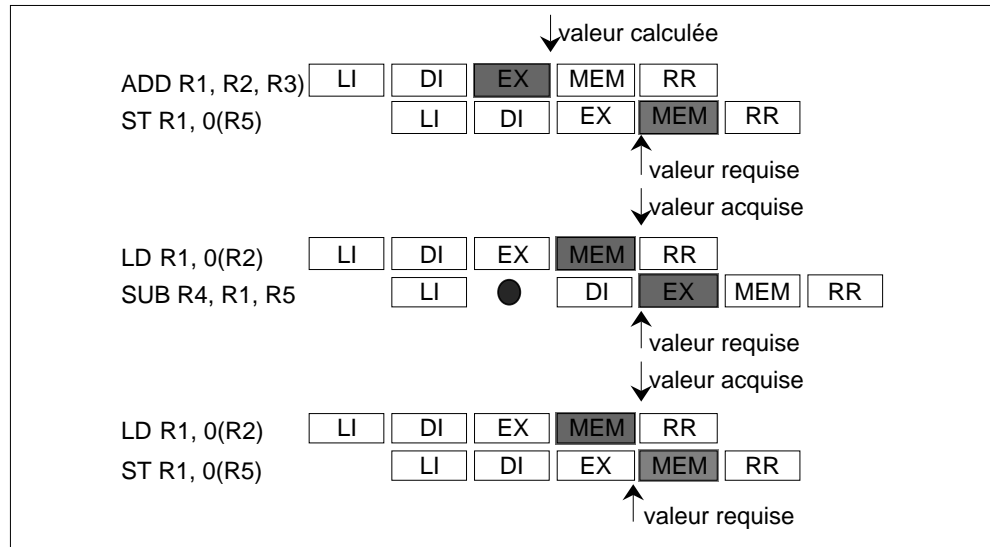 valeur calculée
ADD R1, R2, R3) LI DI EX MEM RR
ST R1, 0(R5) LI DI EX MEM RR
valeur requise
valeur acquise
LD R1, 0(R2) LI DI EX MEM RR
SUB R4, R1, R5 LI DI EX MEM RR
valeur requise
valeur acquise
LD R1, 0(R2) LI DI EX MEM RR
ST R1, 0(R5) LI DI EX MEM RR
valeur requise